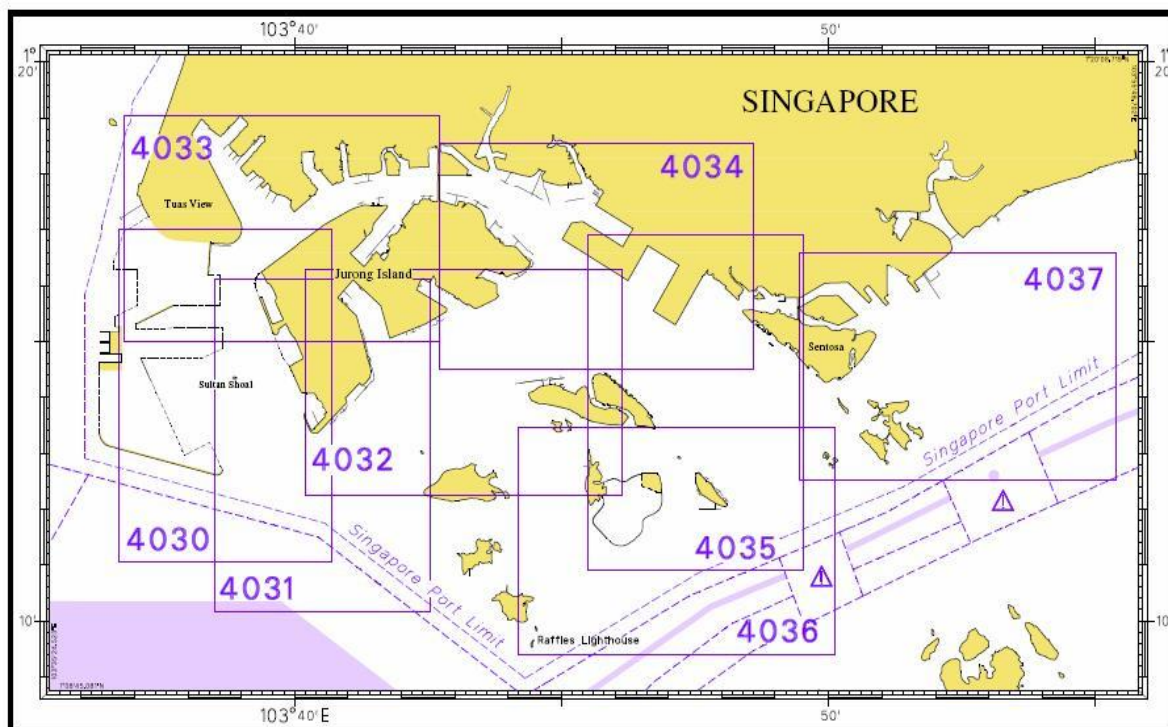 103°40'
50'
1°
20'
1°
20'
SINGAPORE
4033
4034
Tuas View
Jurong Island
4037
Sentosa
Sultan Shoal
Singapore Port Limit
4032
4030
4035
4031
Singapore Port Limit
10'
4036
10'
Raffles Lighthouse
103°40'E
50'